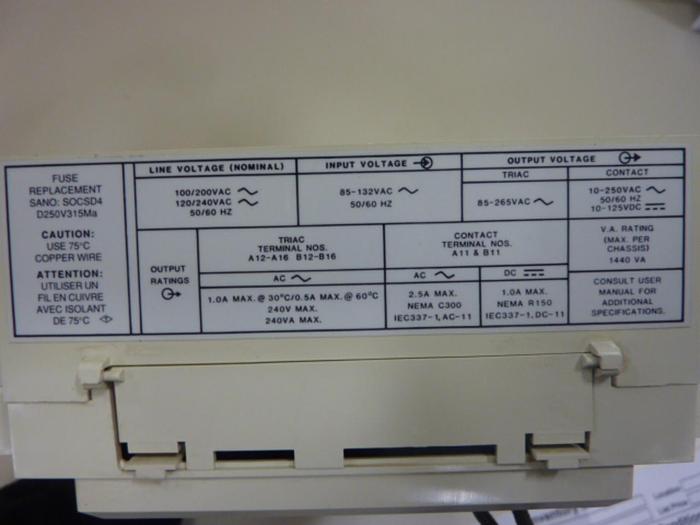 FUSE
REPLACEMENT
SANO: SOCSD4
D250V315Ma
CAUTION:
USE 75°C
COPPER WIRE
ATTENTION:
UTILISER UN
FIL EN CUIVRE
AVEC ISOLANT
DE 75°C
LINE VOLTAGE (NOMINAL)
100/200VAC
120/240VAC
50/60 HZ
INPUT VOLTAGE
85-132VAC
50/60 HZ
OUTPUT VOLTAGE
TRIAC
85-265VAC
CONTACT
10-250VAC
50/60 HZ
10-125VDC
OUTPUT
RATINGS
TRIAC
TERMINAL NOS.
A12-A16 B12-B16
AC
1.0A MAX. @ 30°C/0.5A MAX. @ 60°C
240V MAX.
240VA MAX.
CONTACT
TERMINAL NOS.
A11 & B11
AC
2.5A MAX.
NEMA C300
IEC337-1, AC-11
DC
1.0A MAX.
NEMA R150
IEC337-1, DC-11
V.A. RATING
(MAX. PER
CHASSIS)
1440 VA
CONSULT USER
MANUAL FOR
ADDITIONAL
SPECIFICATIONS.